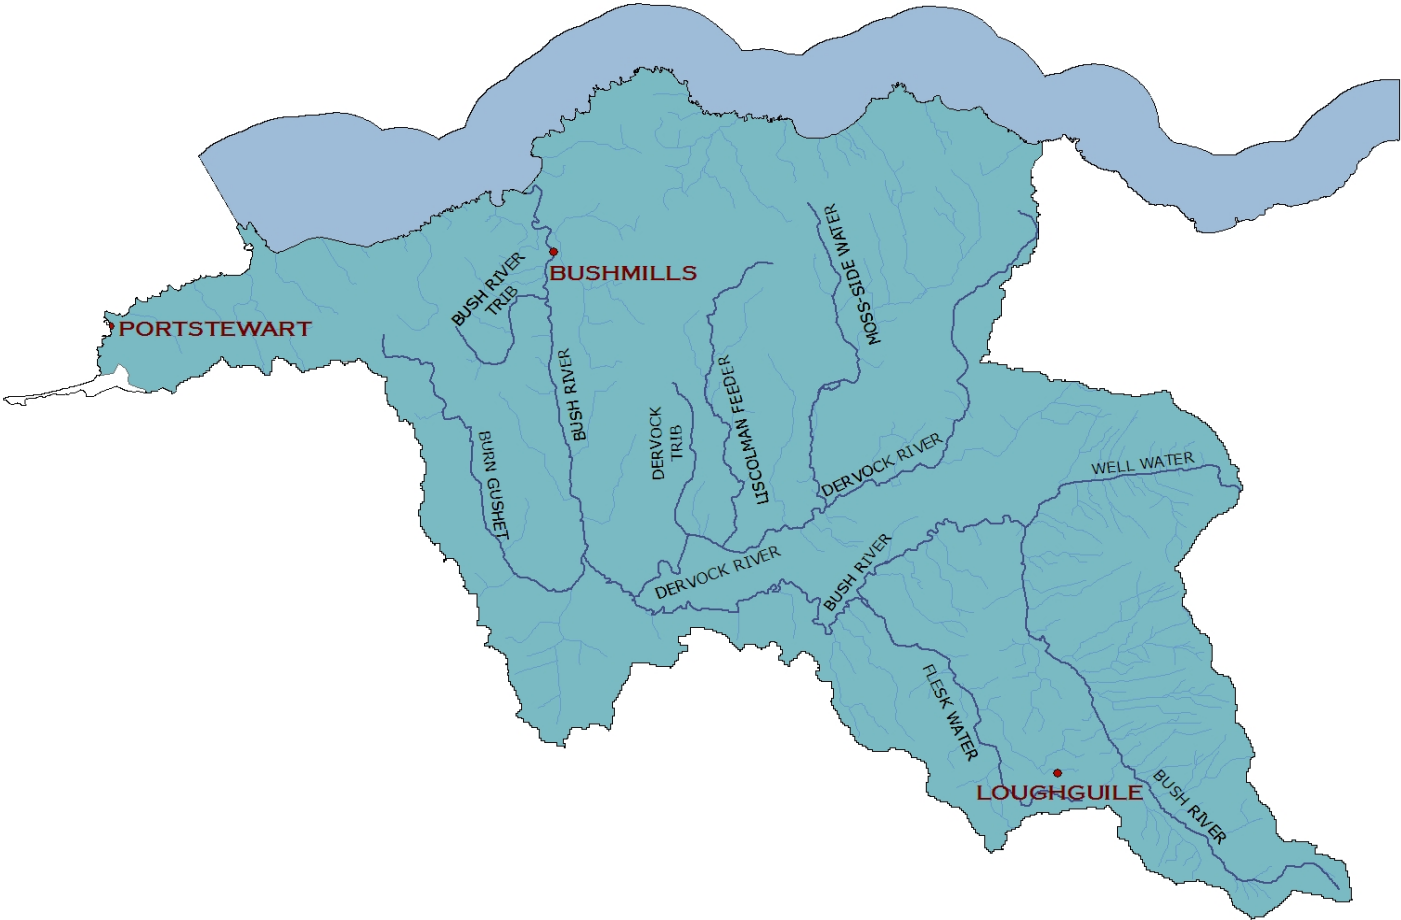 BUSHMILLS
PORTSTEWART
BUSH RIVER
TRIB
MOSS-SIDE WATER
BUSH RIVER
LISCOLMAN FEEDER
DERVOCK
TRIB
BURN GUSHET
DERVOCK RIVER
WELL WATER
DERVOCK RIVER
BUSH RIVER
FLESK WATER
LOUGHGUILE
BUSH RIVER